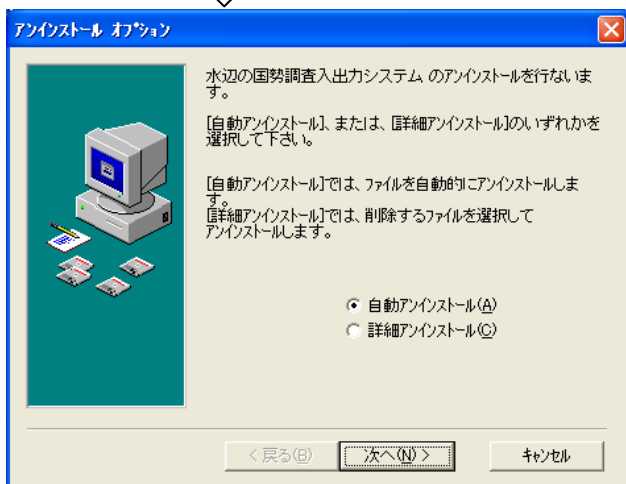 アンインストール オプション
水辺の国勢調査入出力システム のアンインストールを行ないま
す。
[自動アンインストール]、または、[詳細アンインストール]のいずれかを
選択して下さい。
[自動アンインストール]では、ファイルを自動的にアンインストールしま
す。
[詳細アンインストール]では、削除するファイルを選択して
アンインストールします。
自動アンインストール(A)
詳細アンインストール(C)
< 戻る(B)
次へ(N) >
キャンセル